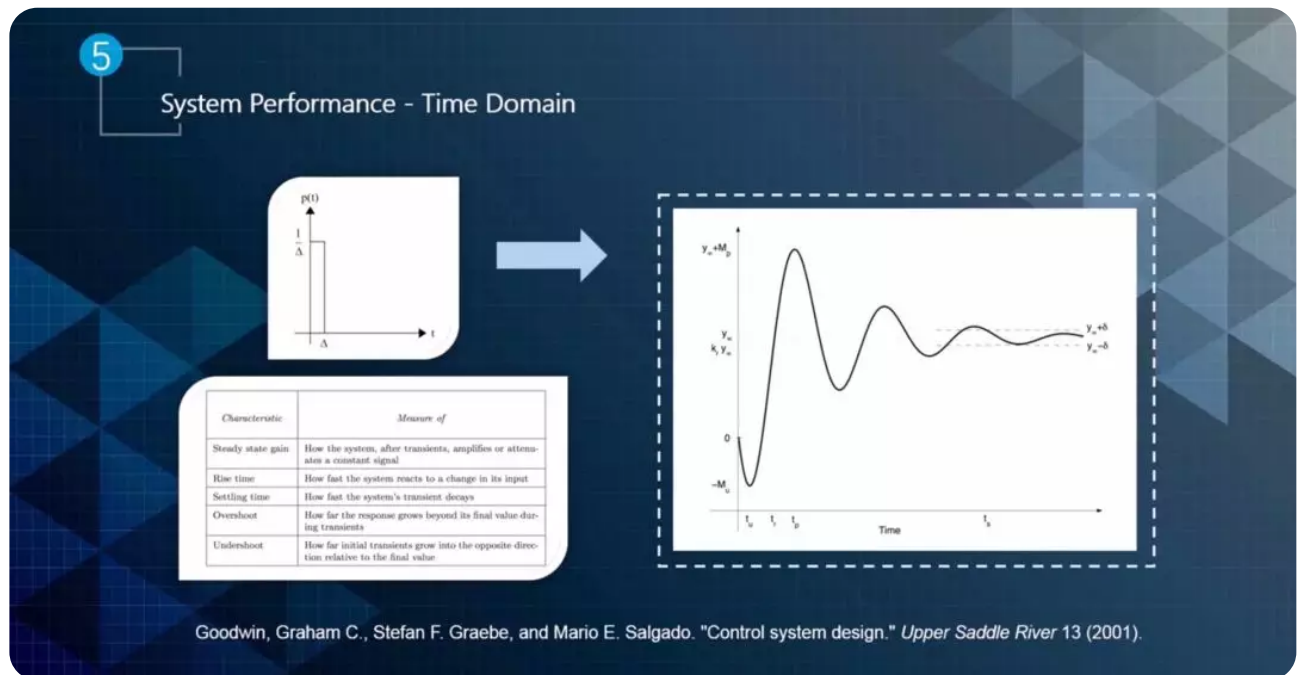 5
System Performance - Time Domain
p(t)
1
Δ
t
Δ
Characteristic
Measure of
Steady state gain
How the system, after transients, amplifies or atten-
uates a constant signal
Rise time
How fast the system reacts to a change in its input
Settling time
How fast the system's transient decays
Overshoot
How far the response grows beyond its final value dur-
ing transients
Undershoot
How far initial transients grow into the opposite direc-
tion relative to the final value
y∞+Mp
y∞
kr y∞
0
−Mu
y∞+δ
y∞−δ
tu tr tp ts
Time
Goodwin, Graham C., Stefan F. Graebe, and Mario E. Salgado. "Control system design." Upper Saddle River 13 (2001).